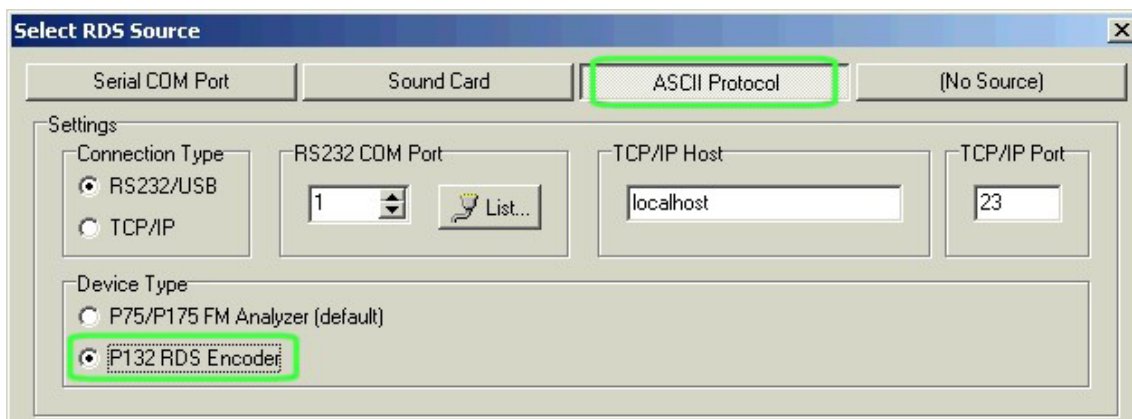 Select RDS Source
Serial COM Port
Sound Card
ASCII Protocol
(No Source)
Settings
Connection Type
RS232/USB
TCP/IP
RS232 COM Port
1
List...
TCP/IP Host
localhost
TCP/IP Port
23
Device Type
P75/P175 FM Analyzer (default)
P132 RDS Encoder